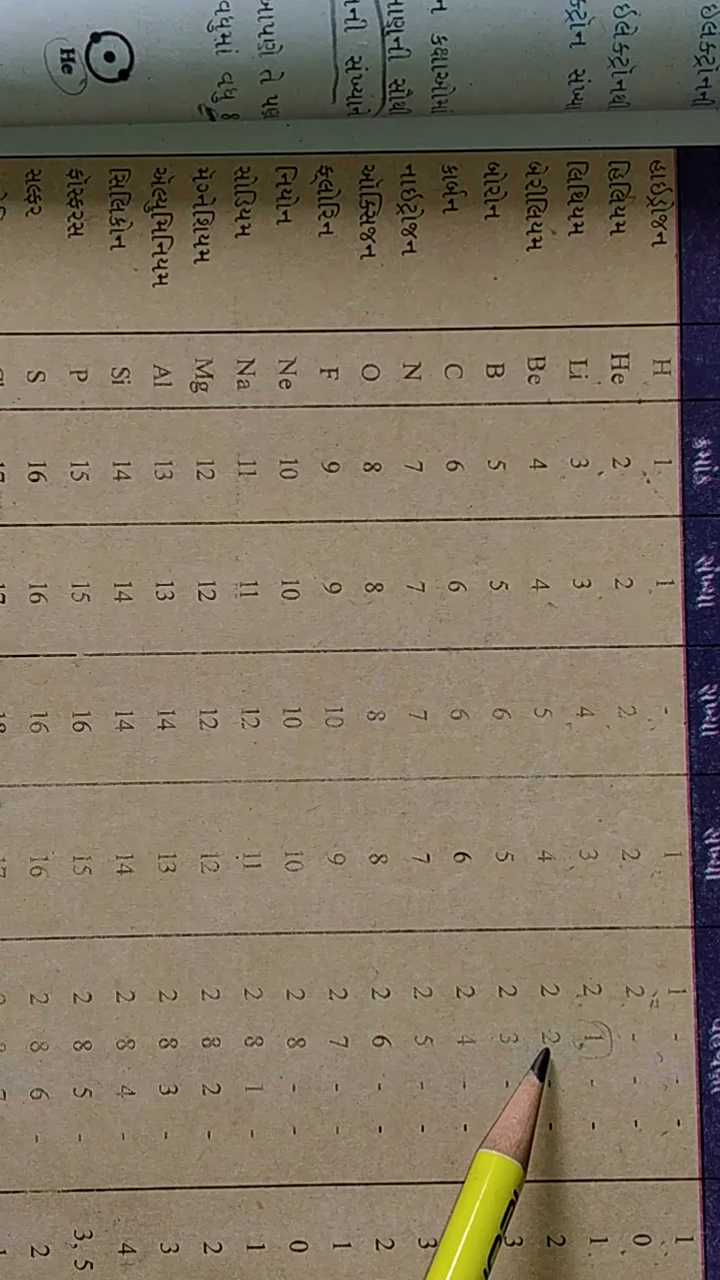 ઇલેક્ટ્રોનની
ઇલેક્ટ્રોનથી
સંખ્યા
ન કક્ષાઓમાં
સૌથી
ની સંખ્યાને
તે પણ
વધુમાં વધુ 8
He
ક્રમાંક સંખ્યા સંખ્યા સંખ્યા
હાઈડ્રોજન H 1 1 - 1 1 - - - 1
હિલિયમ He 2 2 2 2 2 - - - 0
લિથિયમ Li 3 3 4 3 2 1 - - 1
બેરીલિયમ Be 4 4 5 4 2 2 - - 2
બોરોન B 5 5 6 5 2 3 - 3
કાર્બન C 6 6 6 6 2 4 -
નાઈટ્રોજન N 7 7 7 7 2 5 - - 3
ઓક્સિજન O 8 8 8 8 2 6 - - 2
ફ્લોરિન F 9 9 10 9 2 7 - - 1
નિયોન Ne 10 10 10 10 2 8 - - 0
સોડિયમ Na 11 11 12 11 2 8 1 - 1
મેગ્નેશિયમ Mg 12 12 12 12 2 8 2 - 2
એલ્યુમિનિયમ Al 13 13 14 13 2 8 3 - 3
સિલિકોન Si 14 14 14 14 2 8 4 - 4
ફોસ્ફરસ P 15 15 16 15 2 8 5 - 3, 5
સલ્ફર S 16 16 16 16 2 8 6 - 2